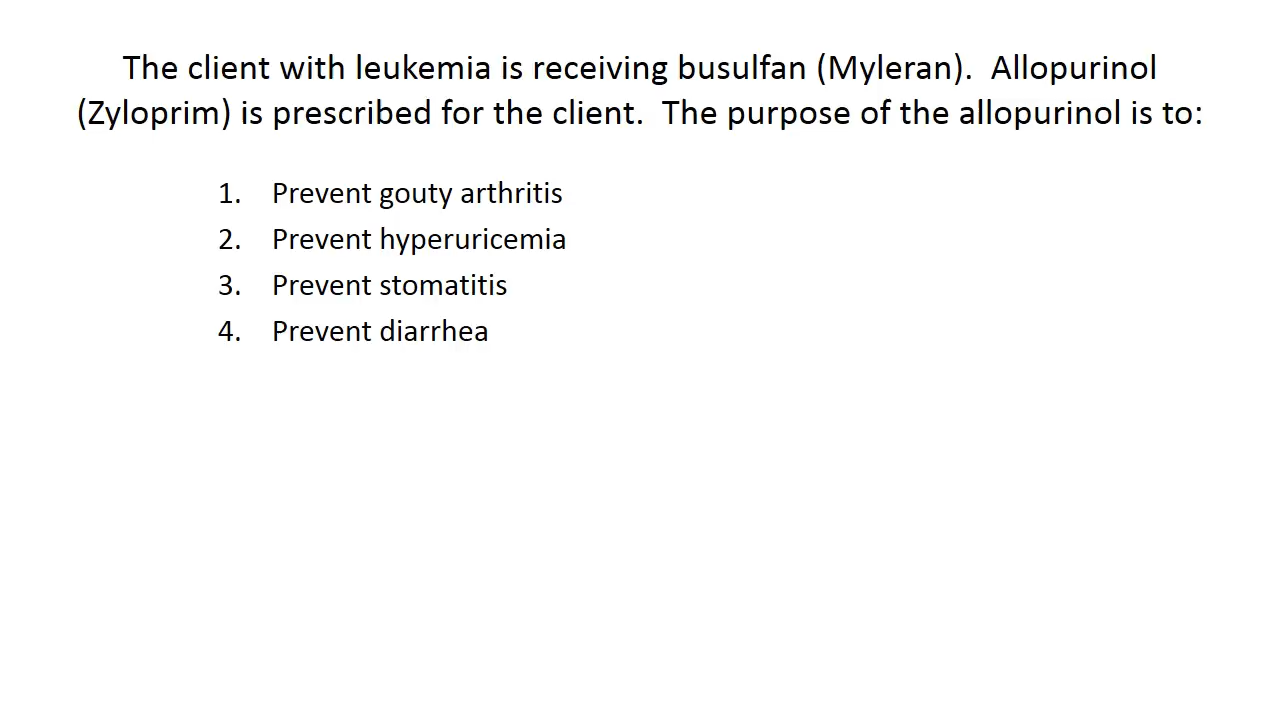 The client with leukemia is receiving busulfan (Myleran).  Allopurinol
(Zyloprim) is prescribed for the client.  The purpose of the allopurinol is to:
1. Prevent gouty arthritis
2. Prevent hyperuricemia
3. Prevent stomatitis
4. Prevent diarrhea